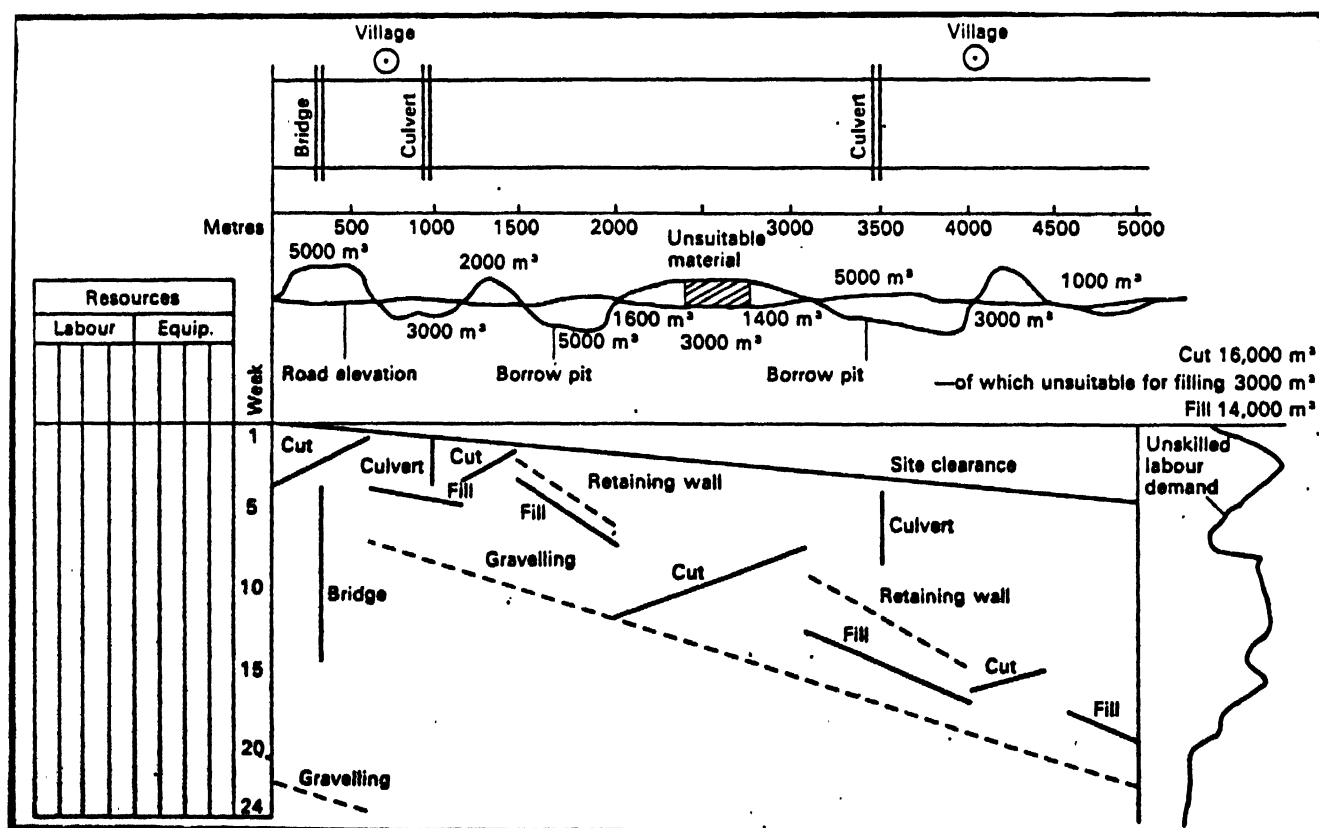 Village
Village
Bridge
Culvert
Culvert
Metres 500 1000 1500 2000 3000 3500 4000 4500 5000
Unsuitable
material
5000 m³
2000 m³
5000 m³
1000 m³
3000 m³
5000 m³
1600 m³
3000 m³
1400 m³
3000 m³
Road elevation
Borrow pit
Borrow pit
Cut 16,000 m³
—of which unsuitable for filling 3000 m³
Fill 14,000 m³
Resources
Labour Equip.
Week
1
5
10
15
20
24
Cut
Culvert
Cut
Fill
Fill
Retaining wall
Site clearance
Culvert
Unskilled
labour
demand
Gravelling
Cut
Bridge
Retaining wall
Fill
Cut
Fill
Gravelling